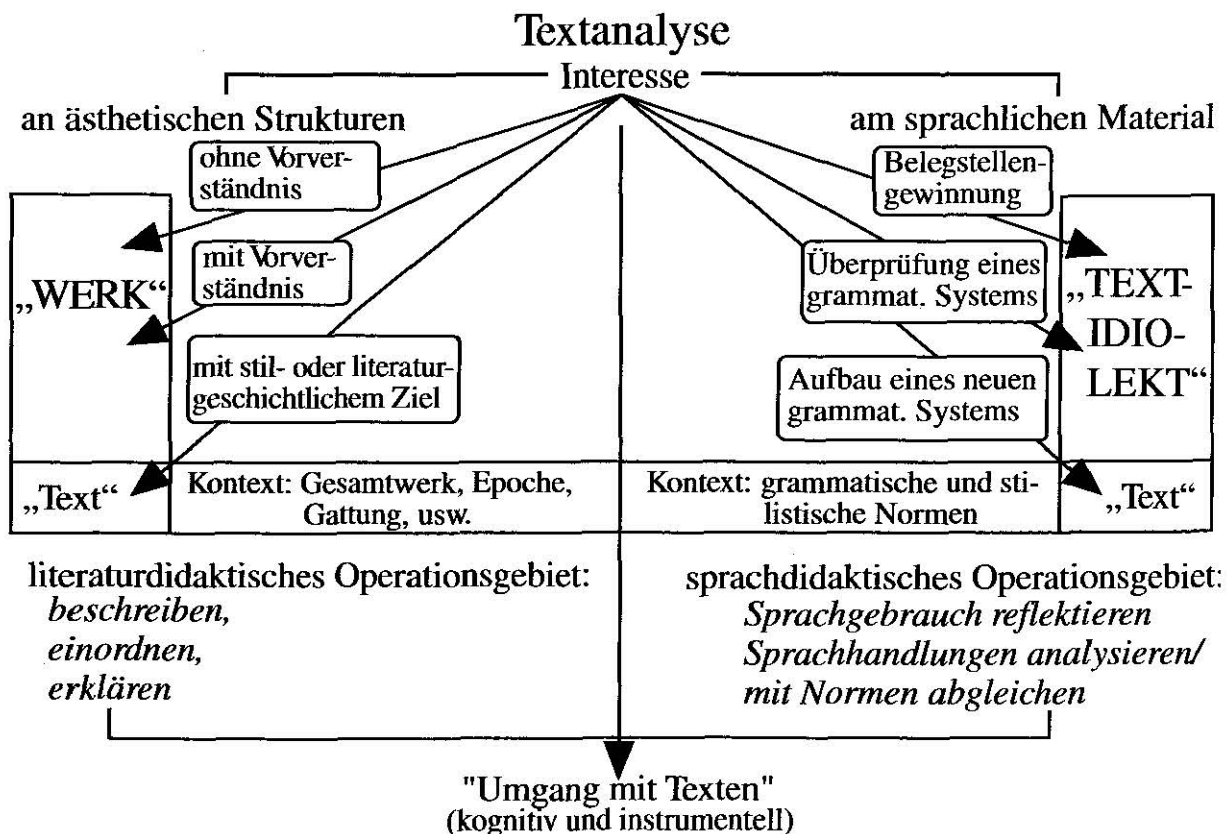 Textanalyse
Interesse
an ästhetischen Strukturen
am sprachlichen Material
ohne Vorver-
ständnis
mit Vorver-
ständnis
mit stil- oder literatur-
geschichtlichem Ziel
Belegstellen-
gewinnung
Überprüfung eines
grammat. Systems
Aufbau eines neuen
grammat. Systems
„WERK“
„TEXT-
IDIO-
LEKT“
„Text“
Kontext: Gesamtwerk, Epoche,
Gattung, usw.
Kontext: grammatische und sti-
listische Normen
„Text“
literaturdidaktisches Operationsgebiet:
beschreiben,
einordnen,
erklären
sprachdidaktisches Operationsgebiet:
Sprachgebrauch reflektieren
Sprachhandlungen analysieren/
mit Normen abgleichen
"Umgang mit Texten"
(kognitiv und instrumentell)